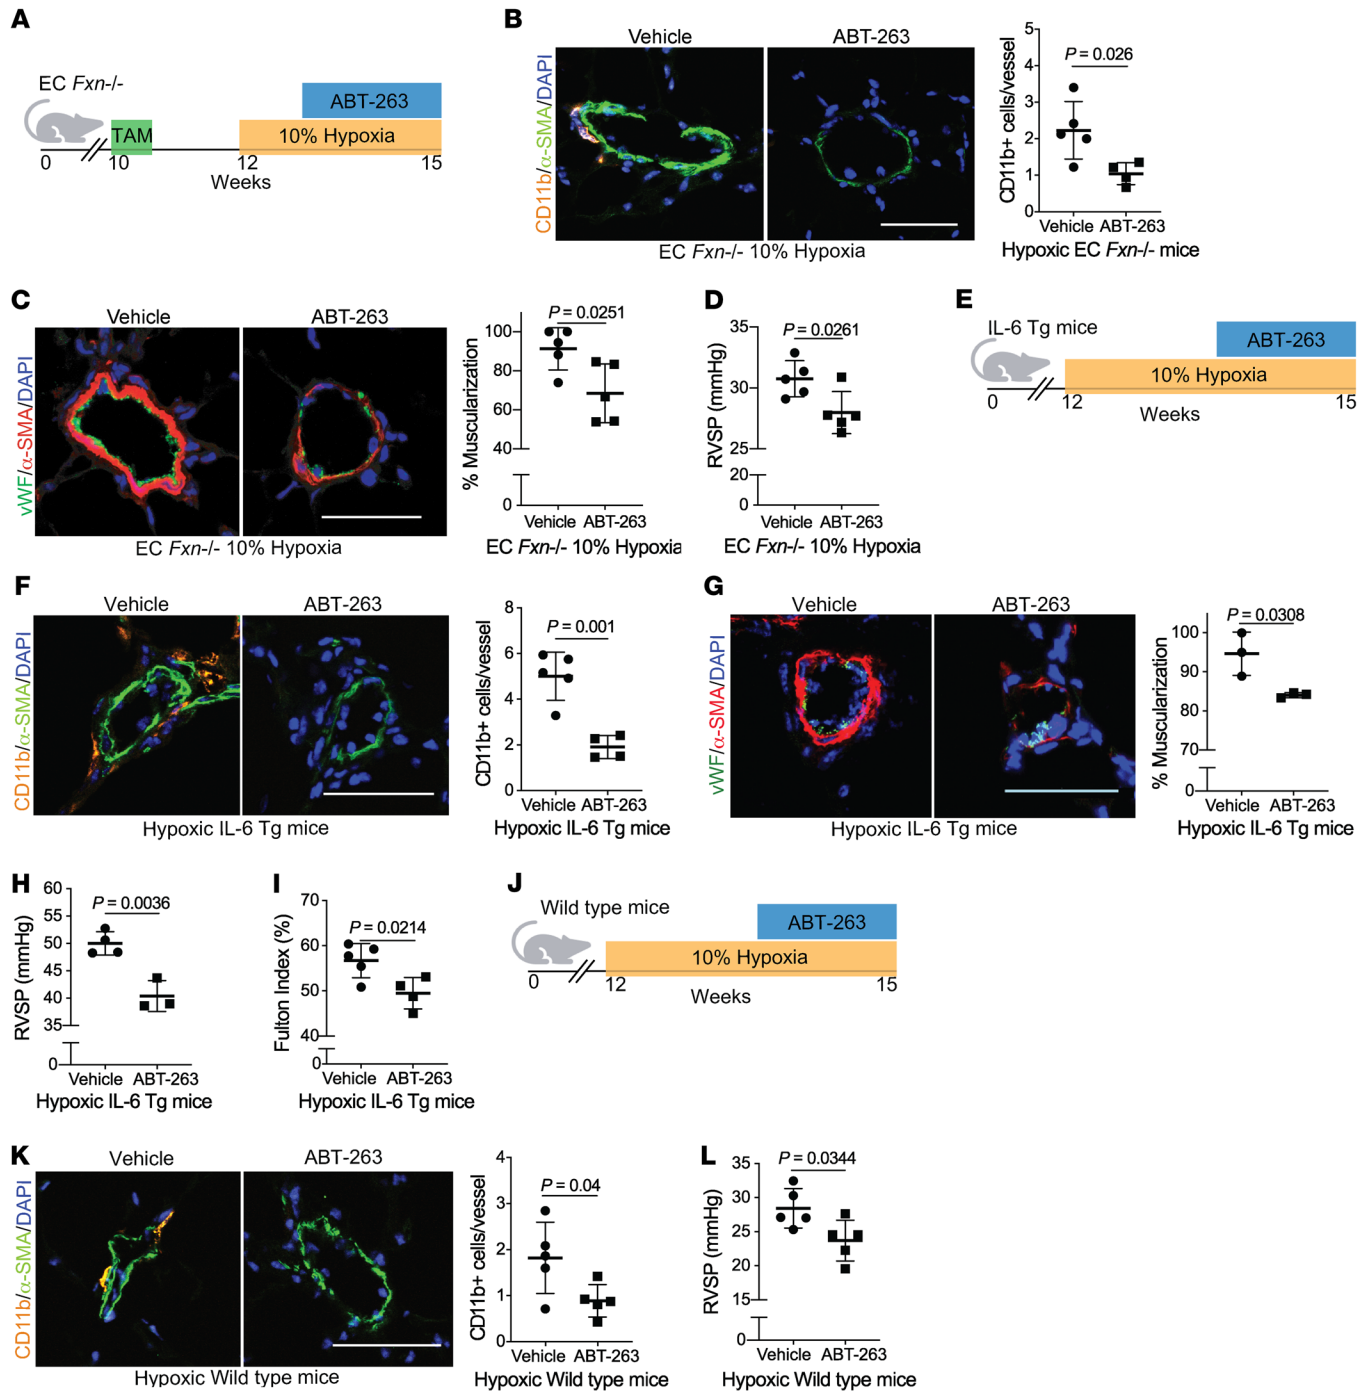 A
EC Fxn-/-
ABT-263
TAM
10% Hypoxia
0
10
12
15
Weeks
B
Vehicle
ABT-263
CD11b/α-SMA/DAPI
EC Fxn-/- 10% Hypoxia
CD11b+ cells/vessel
5
4
3
2
1
0
P = 0.026
Vehicle ABT-263
Hypoxic EC Fxn-/- mice
C
Vehicle
ABT-263
vWF/α-SMA/DAPI
EC Fxn-/- 10% Hypoxia
% Muscularization
100
80
60
40
0
P = 0.0251
Vehicle ABT-263
EC Fxn-/- 10% Hypoxia
D
RVSP (mmHg)
35
30
25
20
0
P = 0.0261
Vehicle ABT-263
EC Fxn-/- 10% Hypoxia
E
IL-6 Tg mice
ABT-263
10% Hypoxia
0
12
15
Weeks
F
Vehicle
ABT-263
CD11b/α-SMA/DAPI
Hypoxic IL-6 Tg mice
CD11b+ cells/vessel
8
6
4
2
0
P = 0.001
Vehicle ABT-263
Hypoxic IL-6 Tg mice
G
Vehicle
ABT-263
vWF/α-SMA/DAPI
Hypoxic IL-6 Tg mice
% Muscularization
100
90
80
70
0
P = 0.0308
Vehicle ABT-263
Hypoxic IL-6 Tg mice
H
RVSP (mmHg)
60
55
50
45
40
35
0
P = 0.0036
Vehicle ABT-263
Hypoxic IL-6 Tg mice
I
Fulton Index (%)
70
60
50
40
0
P = 0.0214
Vehicle ABT-263
Hypoxic IL-6 Tg mice
J
Wild type mice
ABT-263
10% Hypoxia
0
12
15
Weeks
K
Vehicle
ABT-263
CD11b/α-SMA/DAPI
Hypoxic Wild type mice
CD11b+ cells/vessel
4
3
2
1
0
P = 0.04
Vehicle ABT-263
Hypoxic Wild type mice
L
RVSP (mmHg)
35
30
25
20
15
0
P = 0.0344
Vehicle ABT-263
Hypoxic Wild type mice